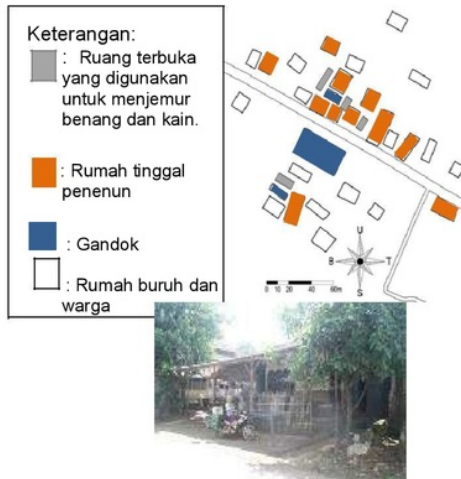 Keterangan:
: Ruang terbuka
yang digunakan
untuk menjemur
benang dan kain.
: Rumah tinggal
penenun
: Gandok
: Rumah buruh dan
warga
U
B T
S
0 10 20 40 60m